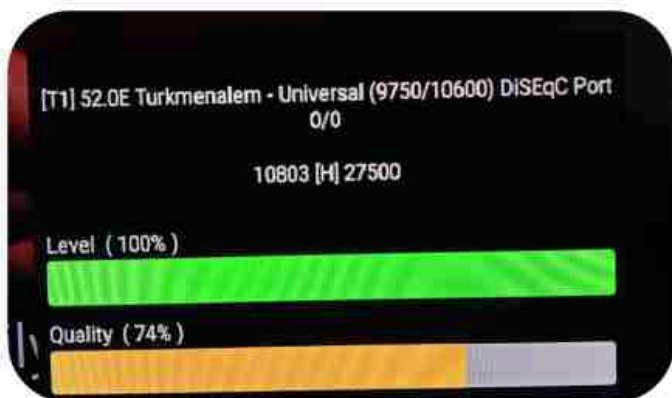 [T1] 52.0E Turkmenalem - Universal (9750/10600) DiSEqC Port
0/0
10803 [H] 27500
Level ( 100% )
Quality ( 74% )